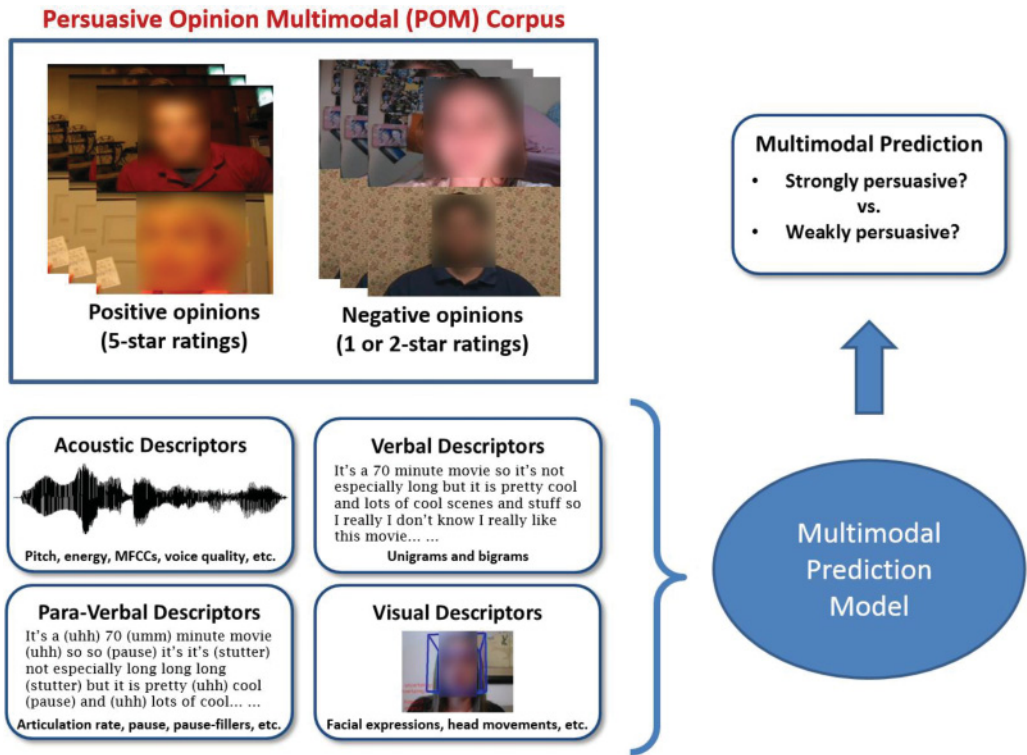 Persuasive Opinion Multimodal (POM) Corpus
Positive opinions
(5-star ratings)
Negative opinions
(1 or 2-star ratings)
Multimodal Prediction
• Strongly persuasive?
vs.
• Weakly persuasive?
Acoustic Descriptors
Pitch, energy, MFCCs, voice quality, etc.
Verbal Descriptors
It's a 70 minute movie so it's not
especially long but it is pretty cool
and lots of cool scenes and stuff so
I really I don't know I really like
this movie... ...
Unigrams and bigrams
Para-Verbal Descriptors
It's a (uhh) 70 (umm) minute movie
(uhh) so so (pause) it's it's (stutter)
not especially long long long
(stutter) but it is pretty (uhh) cool
(pause) and (uhh) lots of cool... ...
Articulation rate, pause, pause-fillers, etc.
Visual Descriptors
Facial expressions, head movements, etc.
Multimodal
Prediction
Model